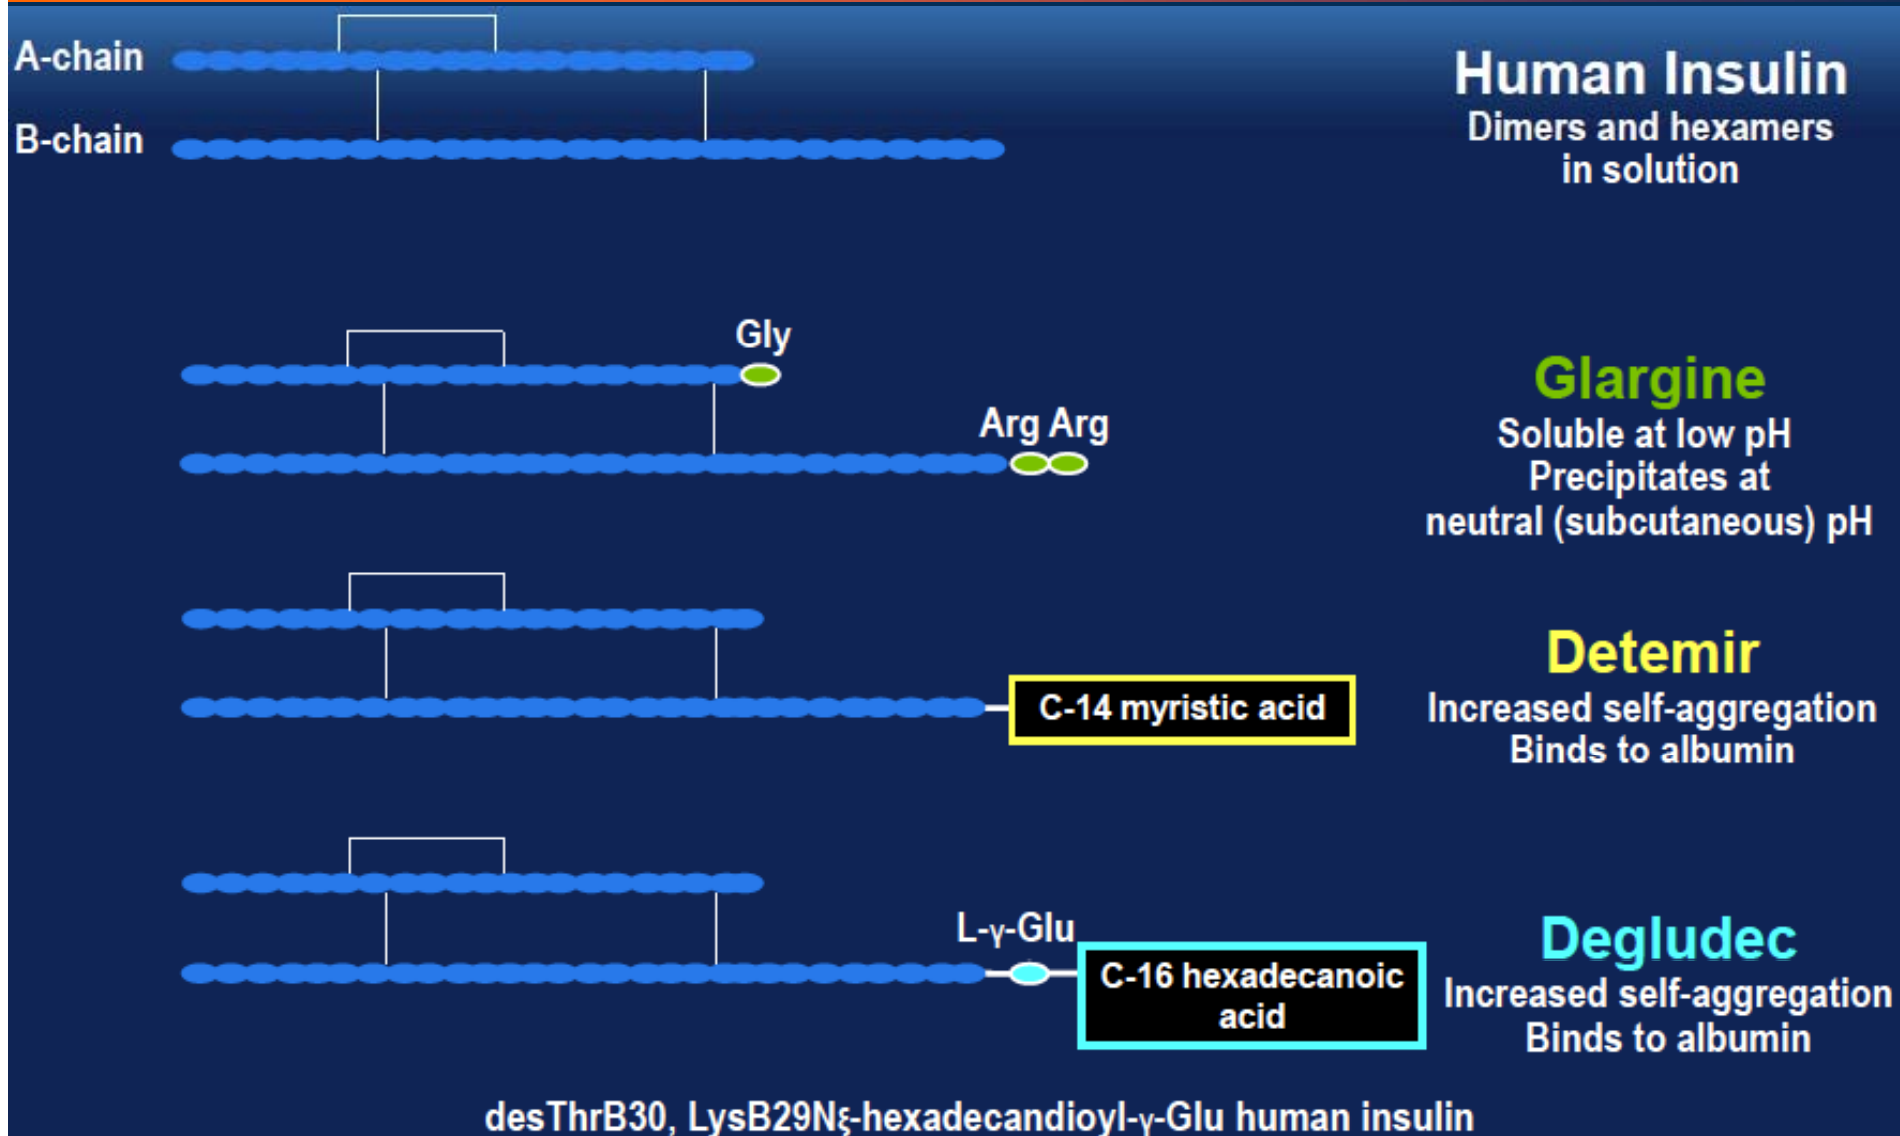 A-chain
B-chain
Human Insulin
Dimers and hexamers
in solution
Gly
Arg Arg
Glargine
Soluble at low pH
Precipitates at
neutral (subcutaneous) pH
C-14 myristic acid
Detemir
Increased self-aggregation
Binds to albumin
L-γ-Glu
C-16 hexadecanoic
acid
Degludec
Increased self-aggregation
Binds to albumin
desThrB30, LysB29Nξ-hexadecandioyl-γ-Glu human insulin